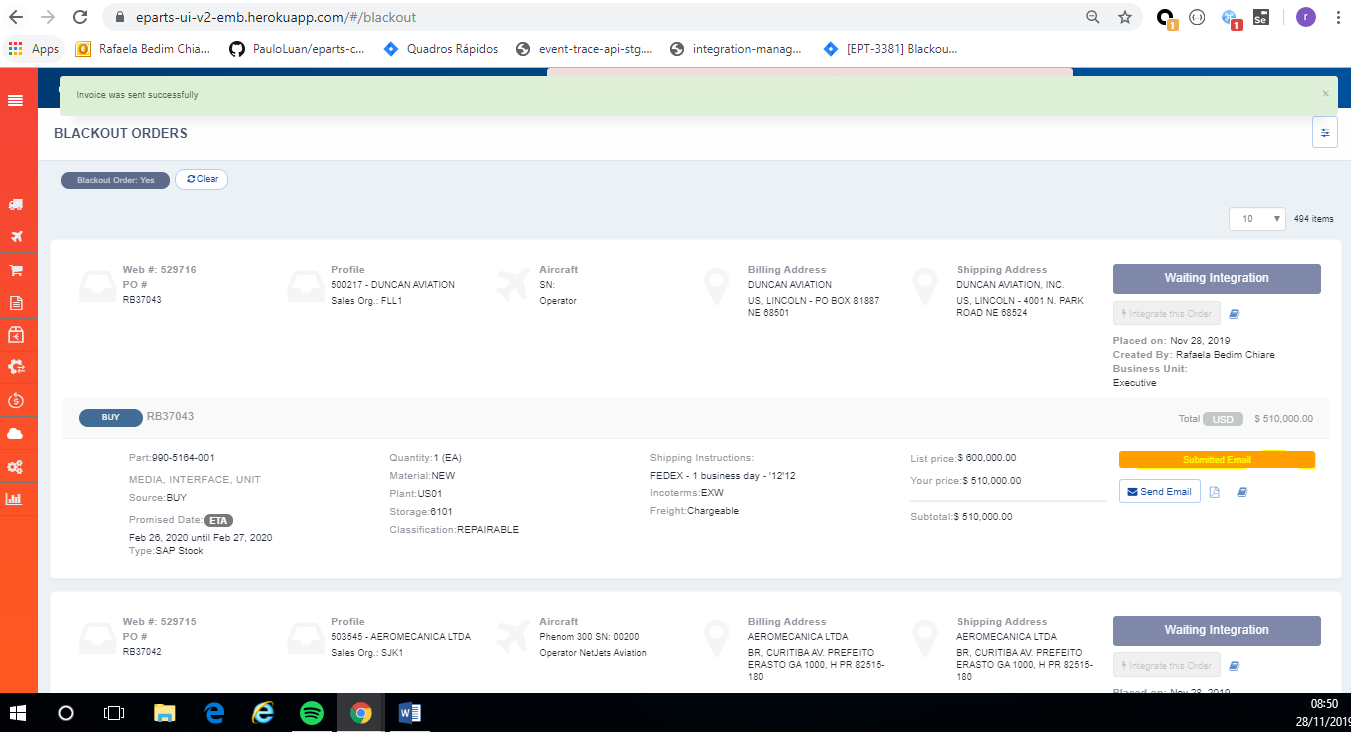 eparts-ui-v2-emb.herokuapp.com/#/blackout
1
1
Se
r
Apps
Rafaela Bedim Chia...
PauloLuan/eparts-c...
Quadros Rápidos
event-trace-api-stg....
integration-manag...
[EPT-3381] Blackou...
Invoice was sent successfully
×
BLACKOUT ORDERS
Blackout Order: Yes
Clear
10
494 items
Web #: 529716
PO #
RB37043
Profile
500217 - DUNCAN AVIATION
Sales Org.: FLL1
Aircraft
SN:
Operator
Billing Address
DUNCAN AVIATION
US, LINCOLN - PO BOX 81887
NE 68501
Shipping Address
DUNCAN AVIATION, INC.
US, LINCOLN - 4001 N. PARK
ROAD NE 68524
Waiting Integration
Integrate this Order
Placed on: Nov 28, 2019
Created By: Rafaela Bedim Chiare
Business Unit:
Executive
BUY RB37043
Total USD $ 510,000.00
Part:990-5164-001
MEDIA, INTERFACE, UNIT
Source:BUY
Promised Date: ETA
Feb 26, 2020 until Feb 27, 2020
Type:SAP Stock
Quantity:1 (EA)
Material:NEW
Plant:US01
Storage:6101
Classification:REPAIRABLE
Shipping Instructions:
FEDEX - 1 business day - '12'12
Incoterms:EXW
Freight:Chargeable
List price:$ 600,000.00
Your price:$ 510,000.00
Subtotal:$ 510,000.00
Submitted Email
Send Email
Web #: 529715
PO #
RB37042
Profile
503545 - AEROMECANICA LTDA
Sales Org.: SJK1
Aircraft
Phenom 300 SN: 00200
Operator NetJets Aviation
Billing Address
AEROMECANICA LTDA
BR, CURITIBA AV. PREFEITO
ERASTO GA 1000, H PR 82515-
180
Shipping Address
AEROMECANICA LTDA
BR, CURITIBA AV. PREFEITO
ERASTO GA 1000, H PR 82515-
180
Waiting Integration
Integrate this Order
Placed on: Nov 28, 2019
08:50
28/11/2019